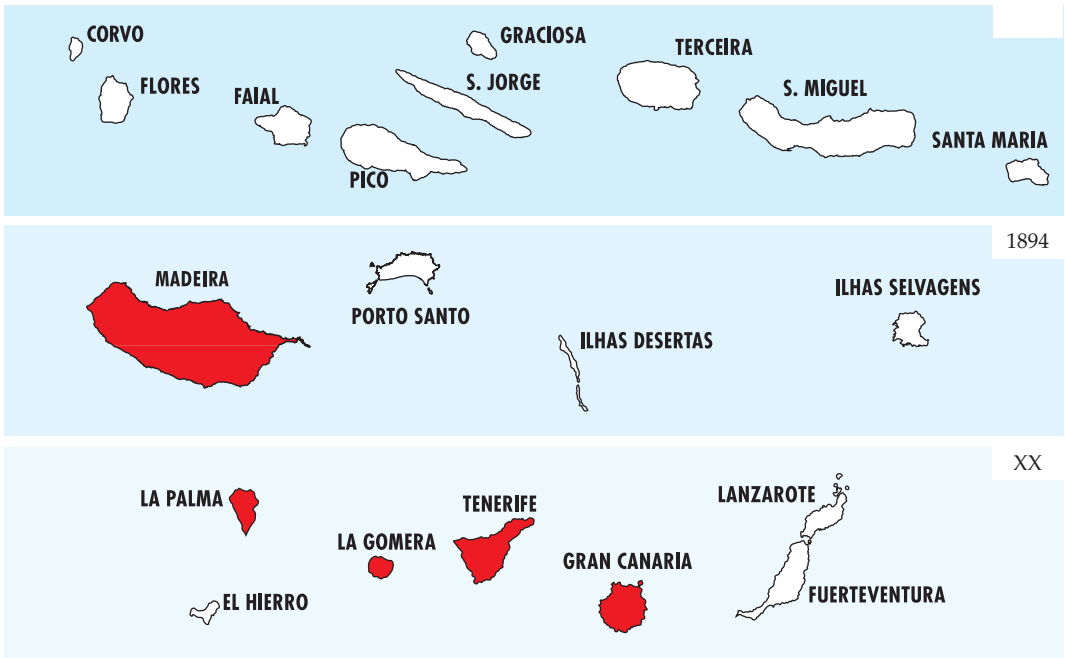 CORVO
FLORES
FAIAL
PICO
GRACIOSA
S. JORGE
TERCEIRA
S. MIGUEL
SANTA MARIA
1894
MADEIRA
PORTO SANTO
ILHAS DESERTAS
ILHAS SELVAGENS
XX
LA PALMA
EL HIERRO
LA GOMERA
TENERIFE
GRAN CANARIA
LANZAROTE
FUERTEVENTURA